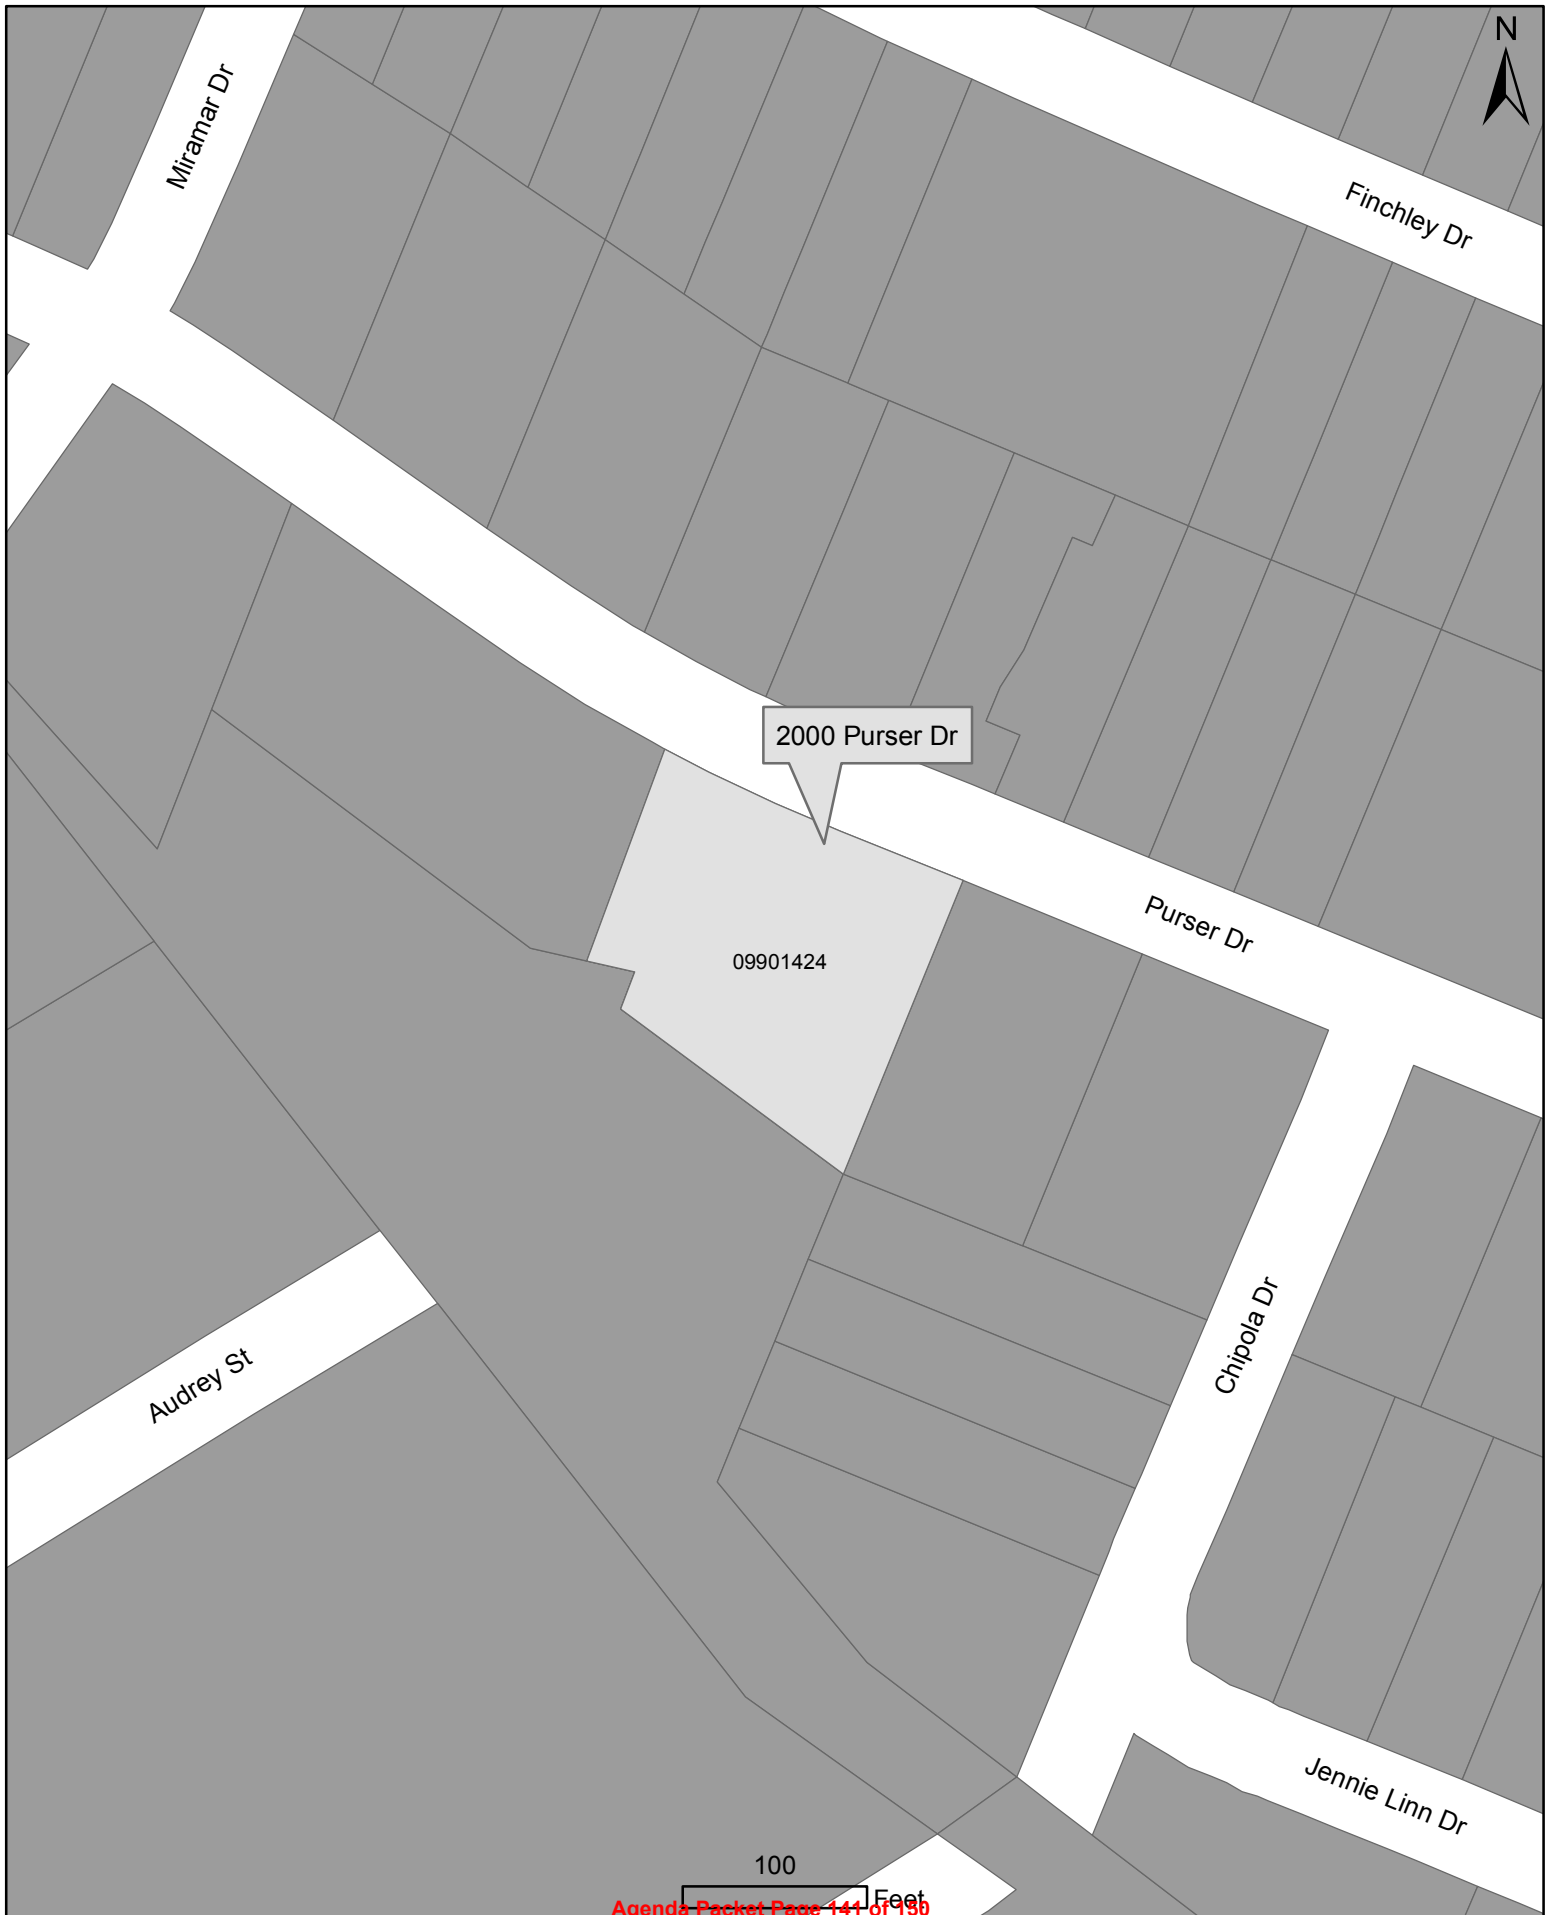 N
Miramar Dr
Finchley Dr
2000 Purser Dr
Purser Dr
09901424
Chipola Dr
Audrey St
Jennie Linn Dr
100
Feet
Agenda Packet Page 141 of 150